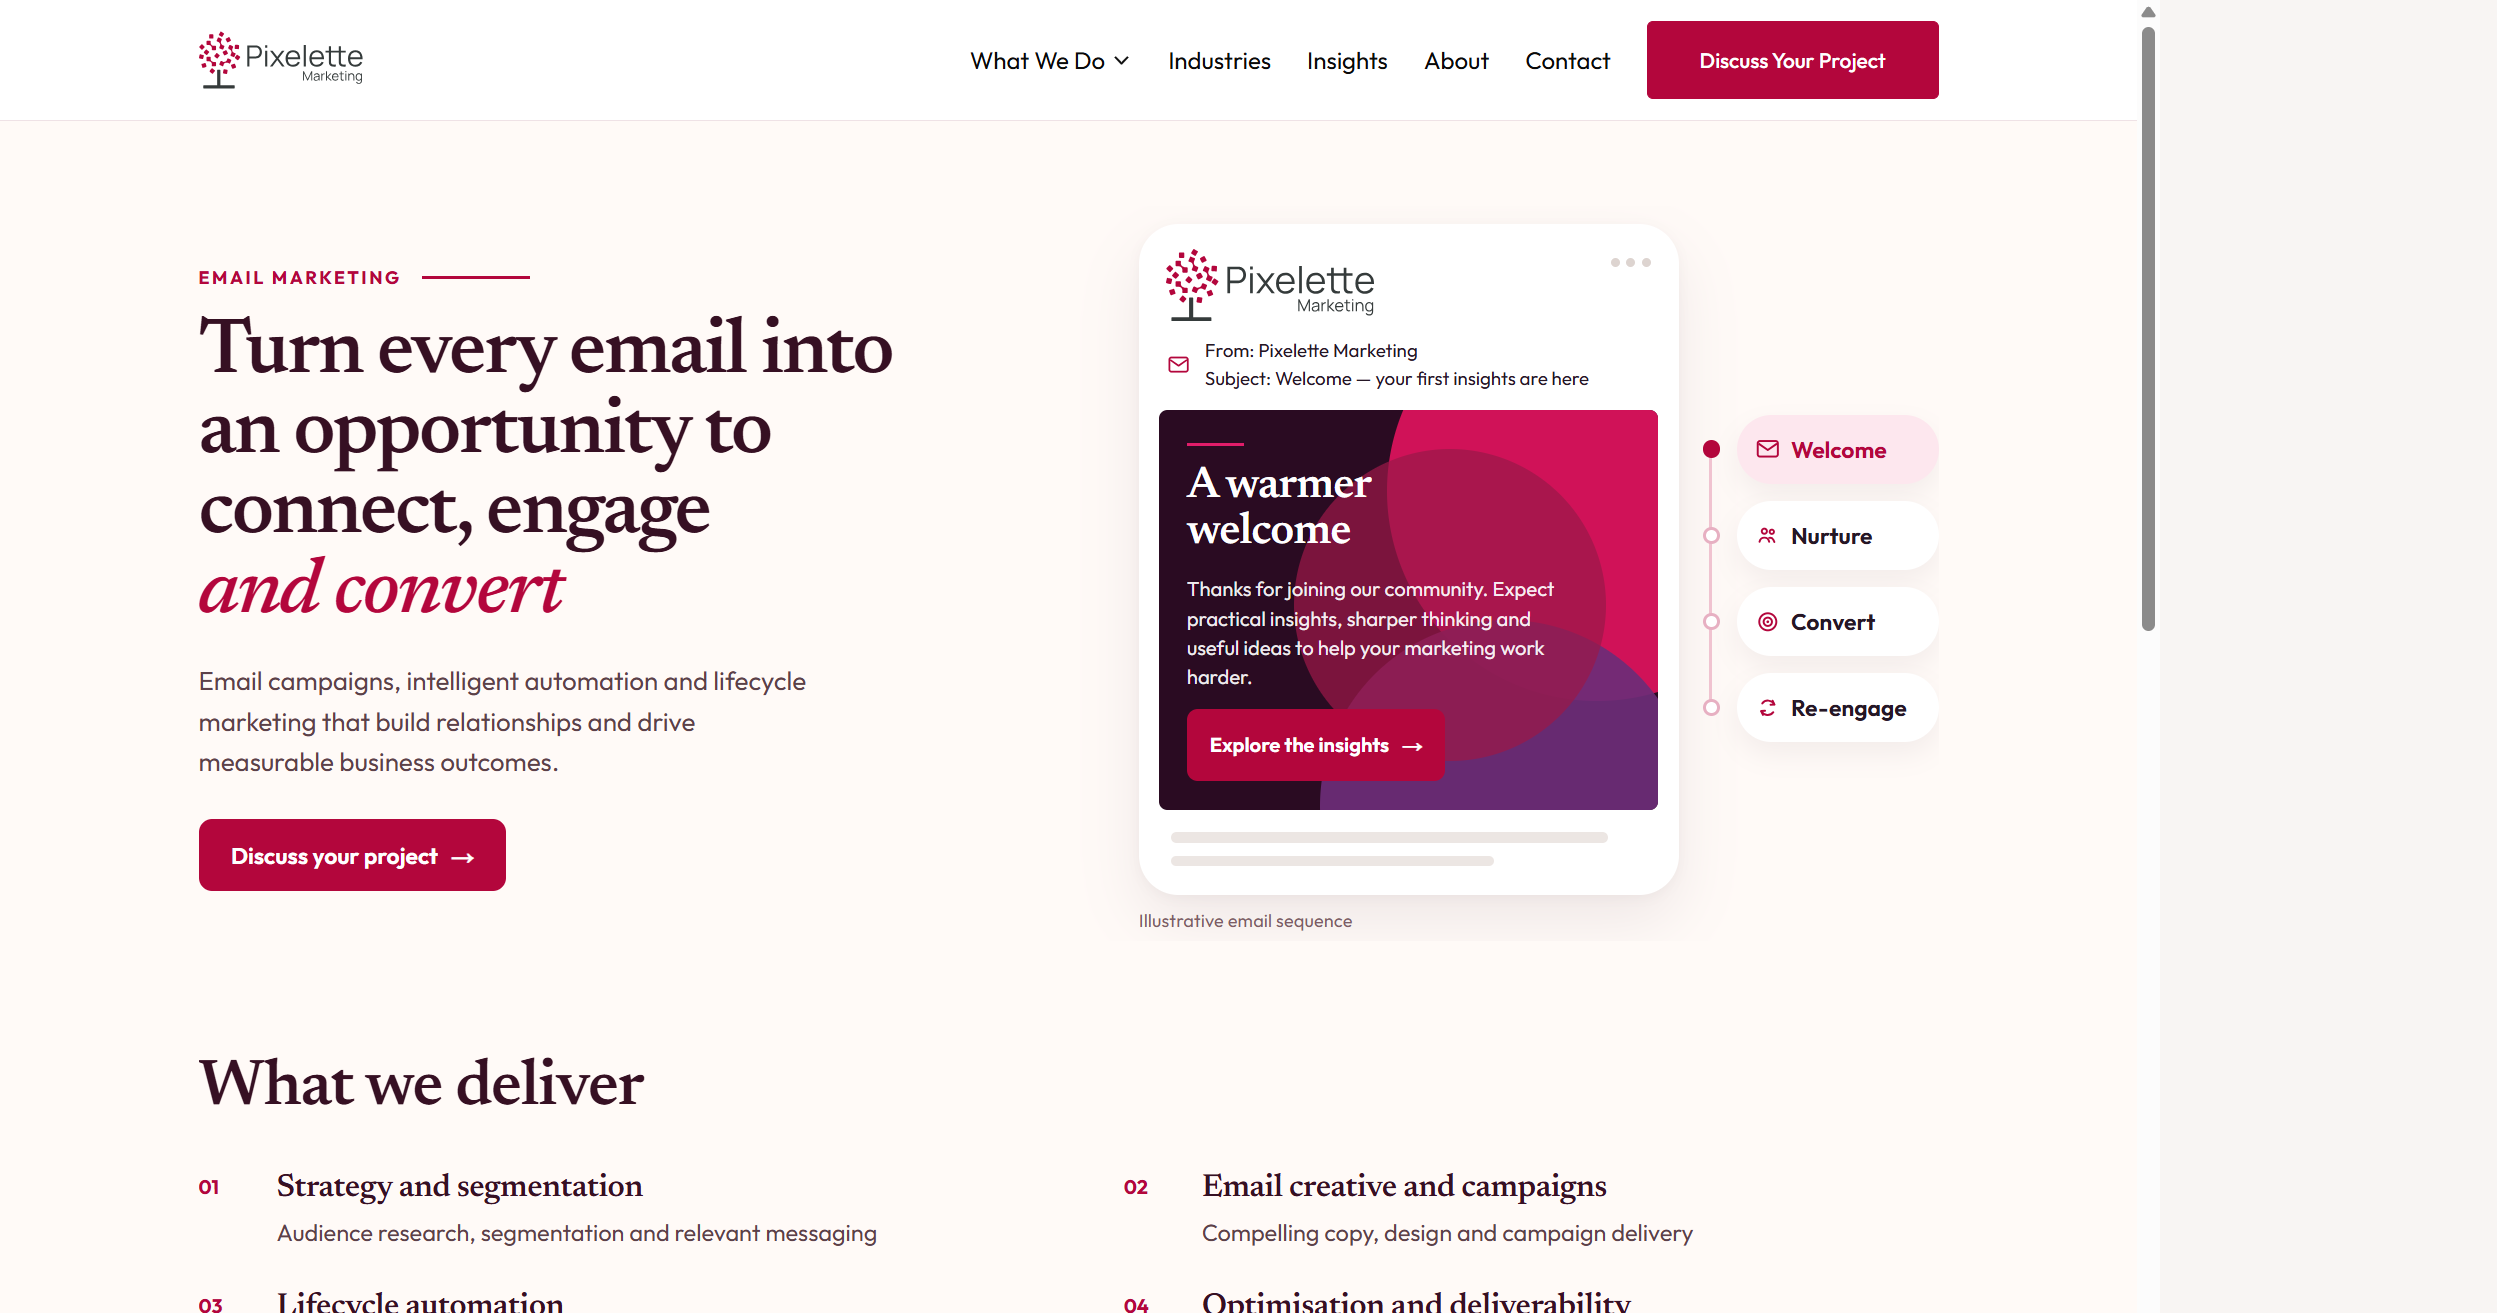 Pixelette
Marketing
What We Do
Industries
Insights
About
Contact
Discuss Your Project
EMAIL MARKETING
Turn every email into
an opportunity to
connect, engage
and convert
Email campaigns, intelligent automation and lifecycle
marketing that build relationships and drive
measurable business outcomes.
Discuss your project →
Pixelette
Marketing
From: Pixelette Marketing
Subject: Welcome — your first insights are here
A warmer
welcome
Thanks for joining our community. Expect
practical insights, sharper thinking and
useful ideas to help your marketing work
harder.
Explore the insights →
Illustrative email sequence
Welcome
Nurture
Convert
Re-engage
What we deliver
01
Strategy and segmentation
Audience research, segmentation and relevant messaging
02
Email creative and campaigns
Compelling copy, design and campaign delivery
03
Lifecycle automation
04
Optimisation and deliverability